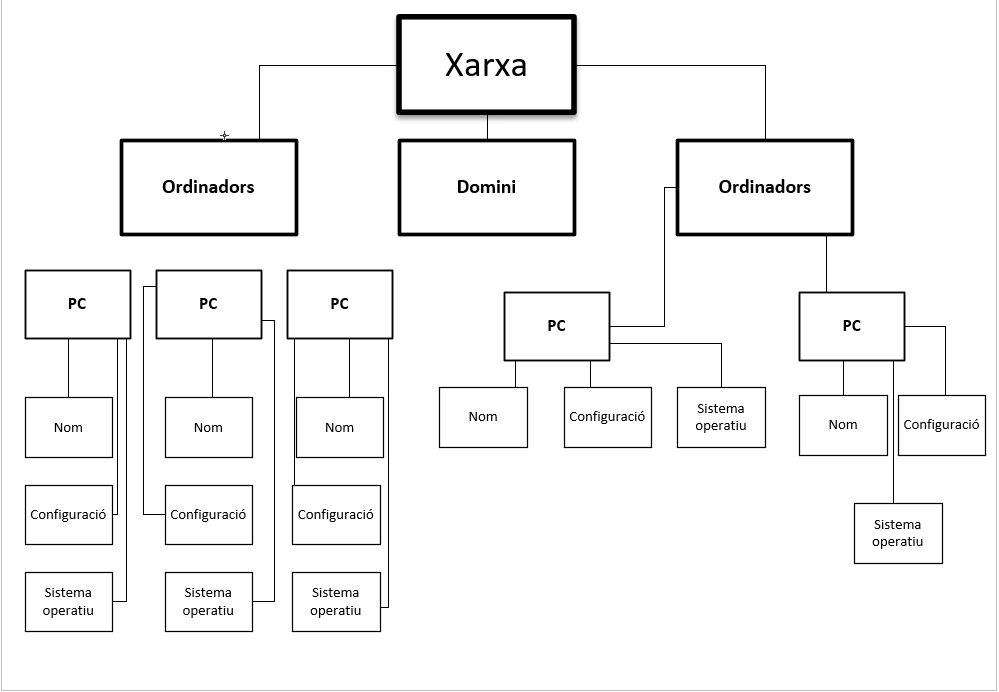 Xarxa
Ordinadors
Domini
Ordinadors
PC
PC
PC
PC
PC
Nom
Configuració
Sistema
operatiu
Nom
Configuració
Sistema
operatiu
Nom
Configuració
Sistema
operatiu
Nom
Configuració
Sistema
operatiu
Nom
Configuració
Sistema
operatiu